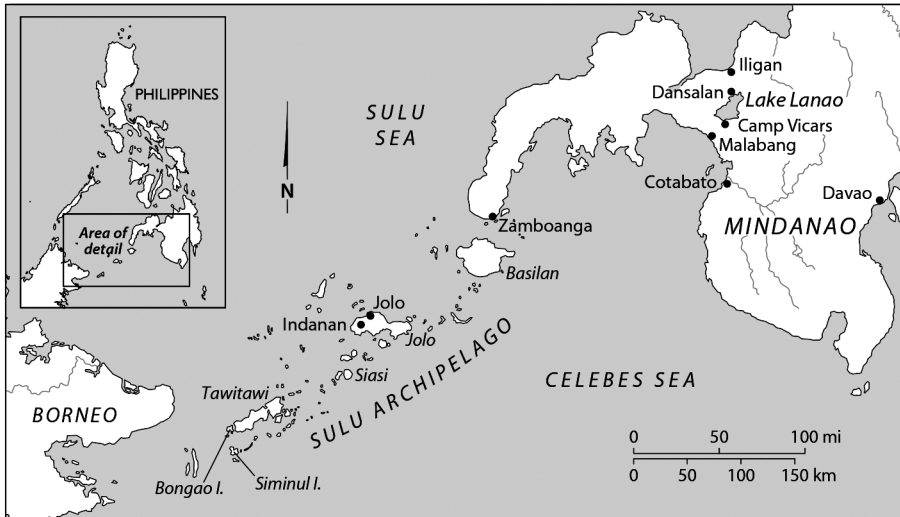 PHILIPPINES
Area of
detail
N
SULU
SEA
Iligan
Dansalan
Lake Lanao
Camp Vicars
Malabang
Cotabato
Davao
MINDANAO
Zamboanga
Basilan
Jolo
Indanan
Jolo
Siasi
SULU ARCHIPELAGO
Tawitawi
CELEBES SEA
BORNEO
Bongao I.
Siminul I.
0 50 100 mi
0 50 100 150 km